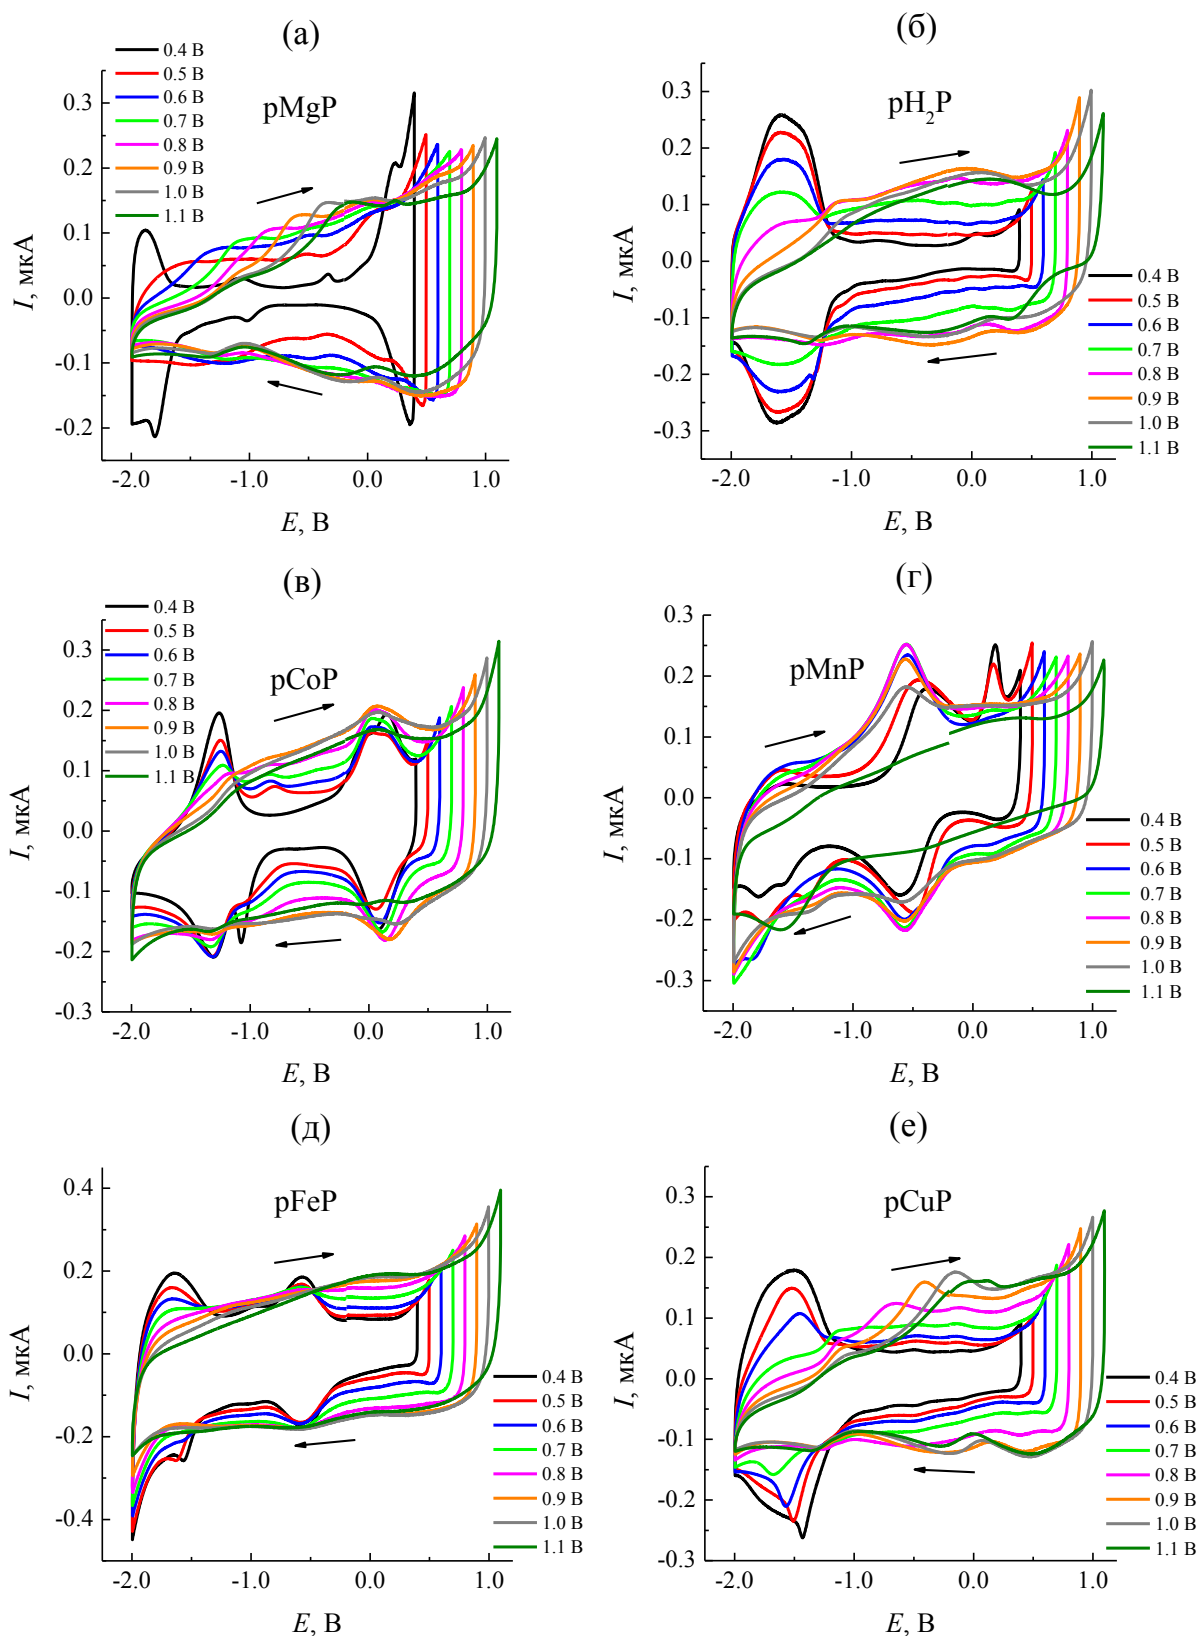 (а)
0.4 В
0.5 В
0.6 В
0.7 В
0.8 В
0.9 В
1.0 В
1.1 В
pMgP
0.3
0.2
0.1
0.0
-0.1
-0.2
I, мкА
-2.0 -1.0 0.0 1.0
E, В
(б)
pH2P
0.3
0.2
0.1
0.0
-0.1
-0.2
-0.3
I, мкА
0.4 В
0.5 В
0.6 В
0.7 В
0.8 В
0.9 В
1.0 В
1.1 В
-2.0 -1.0 0.0 1.0
E, В
(в)
0.4 В
0.5 В
0.6 В
0.7 В
0.8 В
0.9 В
1.0 В
1.1 В
pCoP
0.3
0.2
0.1
0.0
-0.1
-0.2
-0.3
I, мкА
-2.0 -1.0 0.0 1.0
E, В
(г)
pMnP
0.3
0.2
0.1
0.0
-0.1
-0.2
-0.3
I, мкА
0.4 В
0.5 В
0.6 В
0.7 В
0.8 В
0.9 В
1.0 В
1.1 В
-2.0 -1.0 0.0 1.0
E, В
(д)
pFeP
0.4
0.2
0.0
-0.2
-0.4
I, мкА
0.4 В
0.5 В
0.6 В
0.7 В
0.8 В
0.9 В
1.0 В
1.1 В
-2.0 -1.0 0.0 1.0
E, В
(е)
pCuP
0.3
0.2
0.1
0.0
-0.1
-0.2
-0.3
I, мкА
0.4 В
0.5 В
0.6 В
0.7 В
0.8 В
0.9 В
1.0 В
1.1 В
-2.0 -1.0 0.0 1.0
E, В